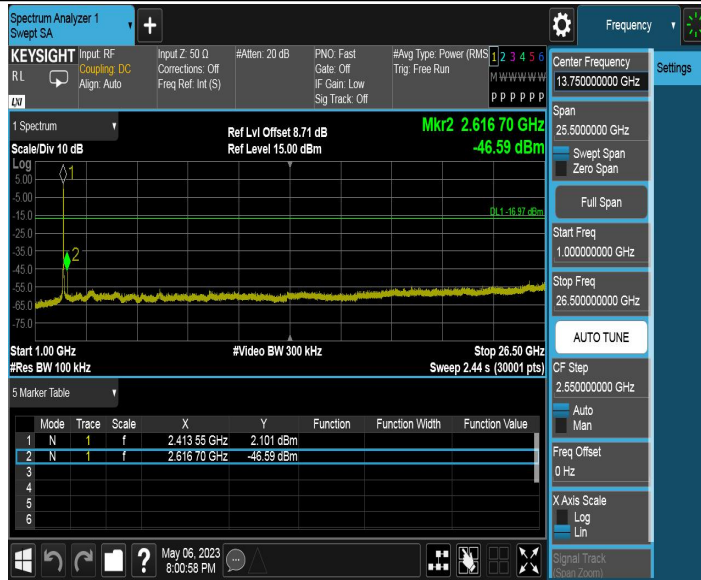 Spectrum Analyzer 1
Swept SA
Frequency
KEYSIGHT
RL
LXI
Input: RF
Coupling: DC
Align: Auto
Input Z: 50 Ω
Corrections: Off
Freq Ref: Int (S)
#Atten: 20 dB
PNO: Fast
Gate: Off
IF Gain: Low
Sig Track: Off
#Avg Type: Power (RMS
Trig: Free Run
1 2 3 4 5 6
M W W W W W
P P P P P P
Center Frequency
13.750000000 GHz
Settings
Span
25.5000000 GHz
Swept Span
Zero Span
Full Span
Start Freq
1.000000000 GHz
Stop Freq
26.500000000 GHz
AUTO TUNE
CF Step
2.550000000 GHz
Auto
Man
Freq Offset
0 Hz
X Axis Scale
Log
Lin
Signal Track
(Span Zoom)
1 Spectrum
Scale/Div 10 dB
Ref Lvl Offset 8.71 dB
Ref Level 15.00 dBm
Mkr2 2.616 70 GHz
-46.59 dBm
Log
5.00
-5.00
-15.0
-25.0
-35.0
-45.0
-55.0
-65.0
-75.0
1
2
DL1 -16.97 dBm
Start 1.00 GHz
#Res BW 100 kHz
#Video BW 300 kHz
Stop 26.50 GHz
Sweep 2.44 s (30001 pts)
5 Marker Table
Mode Trace Scale X Y Function Function Width Function Value
1 N 1 f 2.413 55 GHz 2.101 dBm
2 N 1 f 2.616 70 GHz -46.59 dBm
3
4
5
6
May 06, 2023
8:00:58 PM